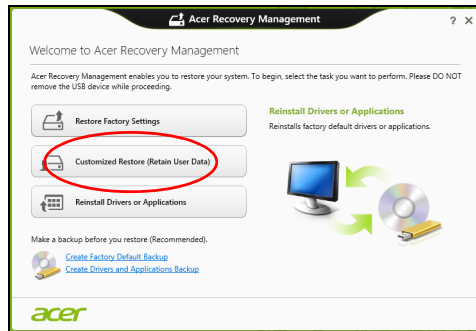 Acer Recovery Management
? X
Welcome to Acer Recovery Management
Acer Recovery Management enables you to restore your system. To begin, select the task you want to perform. Please DO NOT
remove the USB device while proceeding.
Restore Factory Settings
Customized Restore (Retain User Data)
Reinstall Drivers or Applications
Reinstall Drivers or Applications
Reinstalls factory default drivers or applications.
Make a backup before you restore (Recommended).
Create Factory Default Backup
Create Drivers and Applications Backup
acer